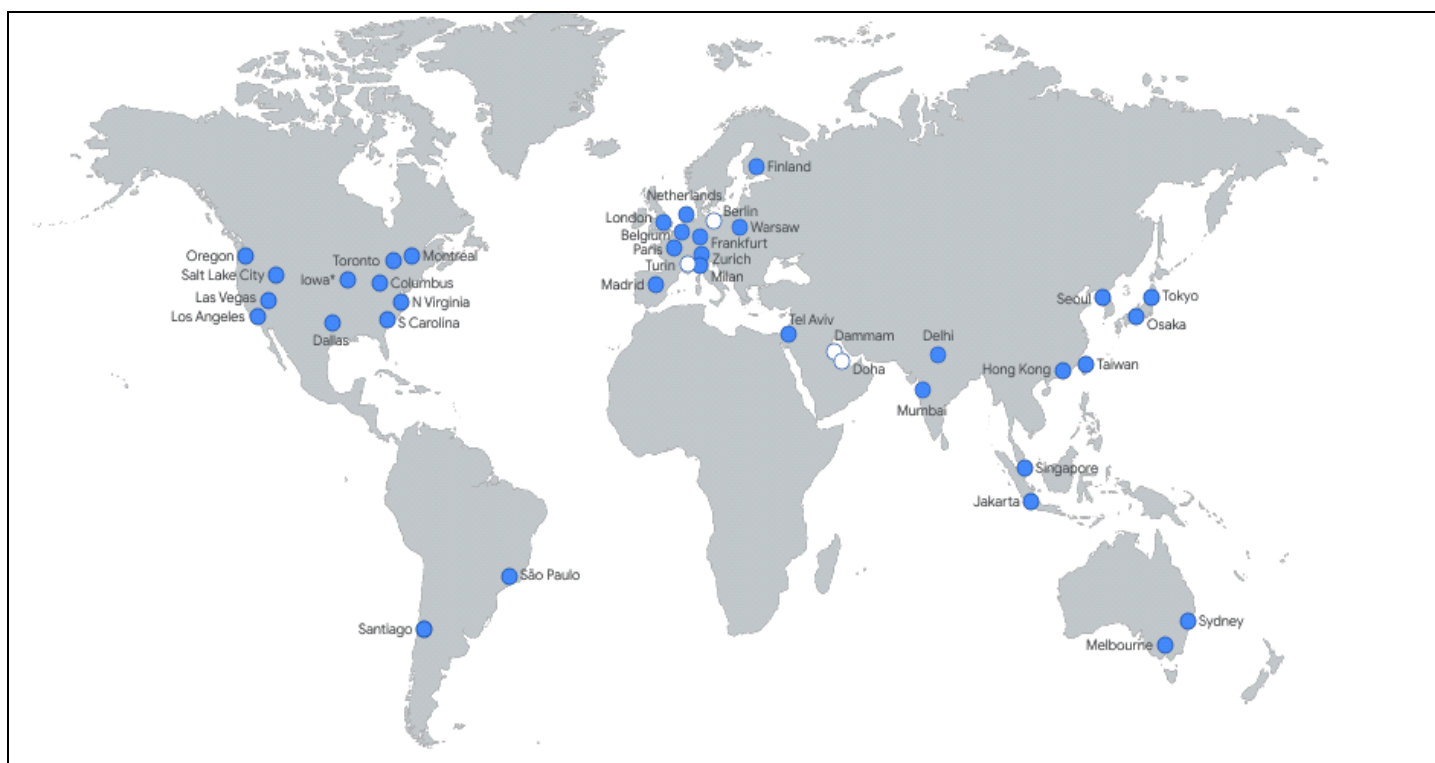 Finland
Netherlands
Berlin
London
Warsaw
Belgium
Frankfurt
Paris
Zurich
Turin
Milan
Madrid
Oregon
Toronto
Montréal
Salt Lake City
Iowa*
Columbus
Las Vegas
N Virginia
Los Angeles
S Carolina
Dallas
Tel Aviv
Dammam
Doha
Delhi
Mumbai
Seoul
Tokyo
Osaka
Hong Kong
Taiwan
Singapore
Jakarta
São Paulo
Santiago
Sydney
Melbourne